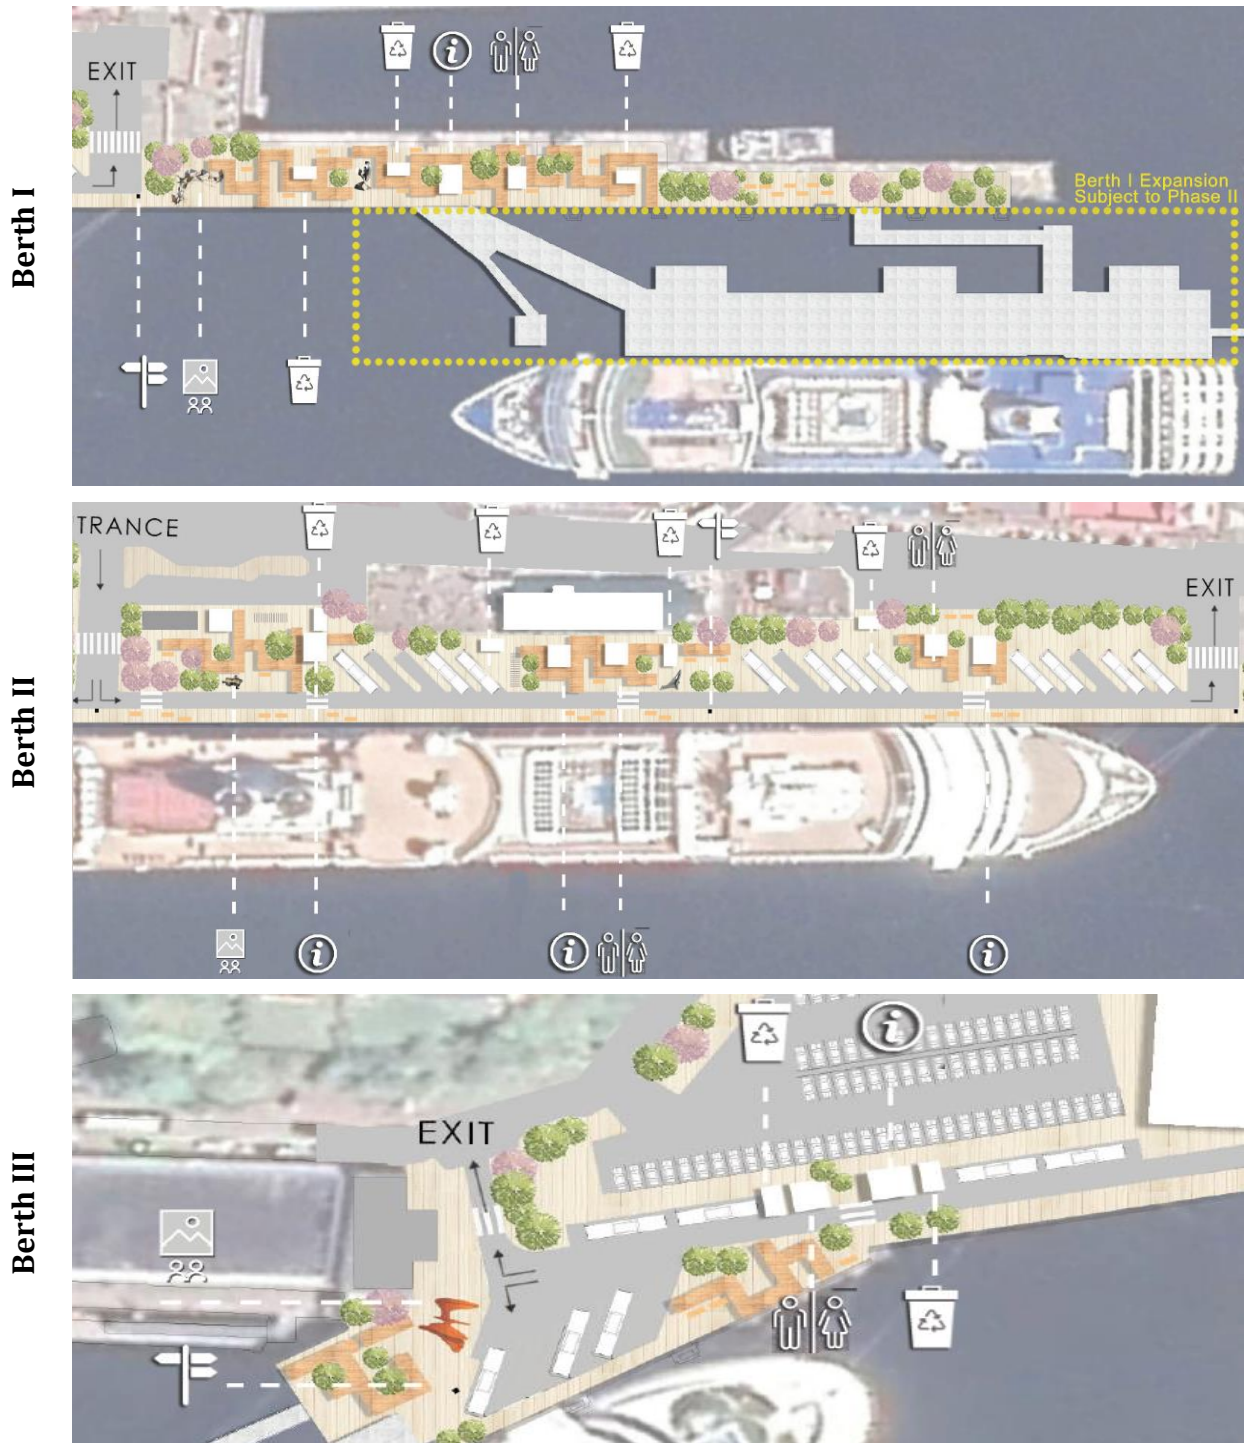 Berth I
EXIT
Berth I Expansion
Subject to Phase II
Berth II
TRANCE
EXIT
Berth III
EXIT